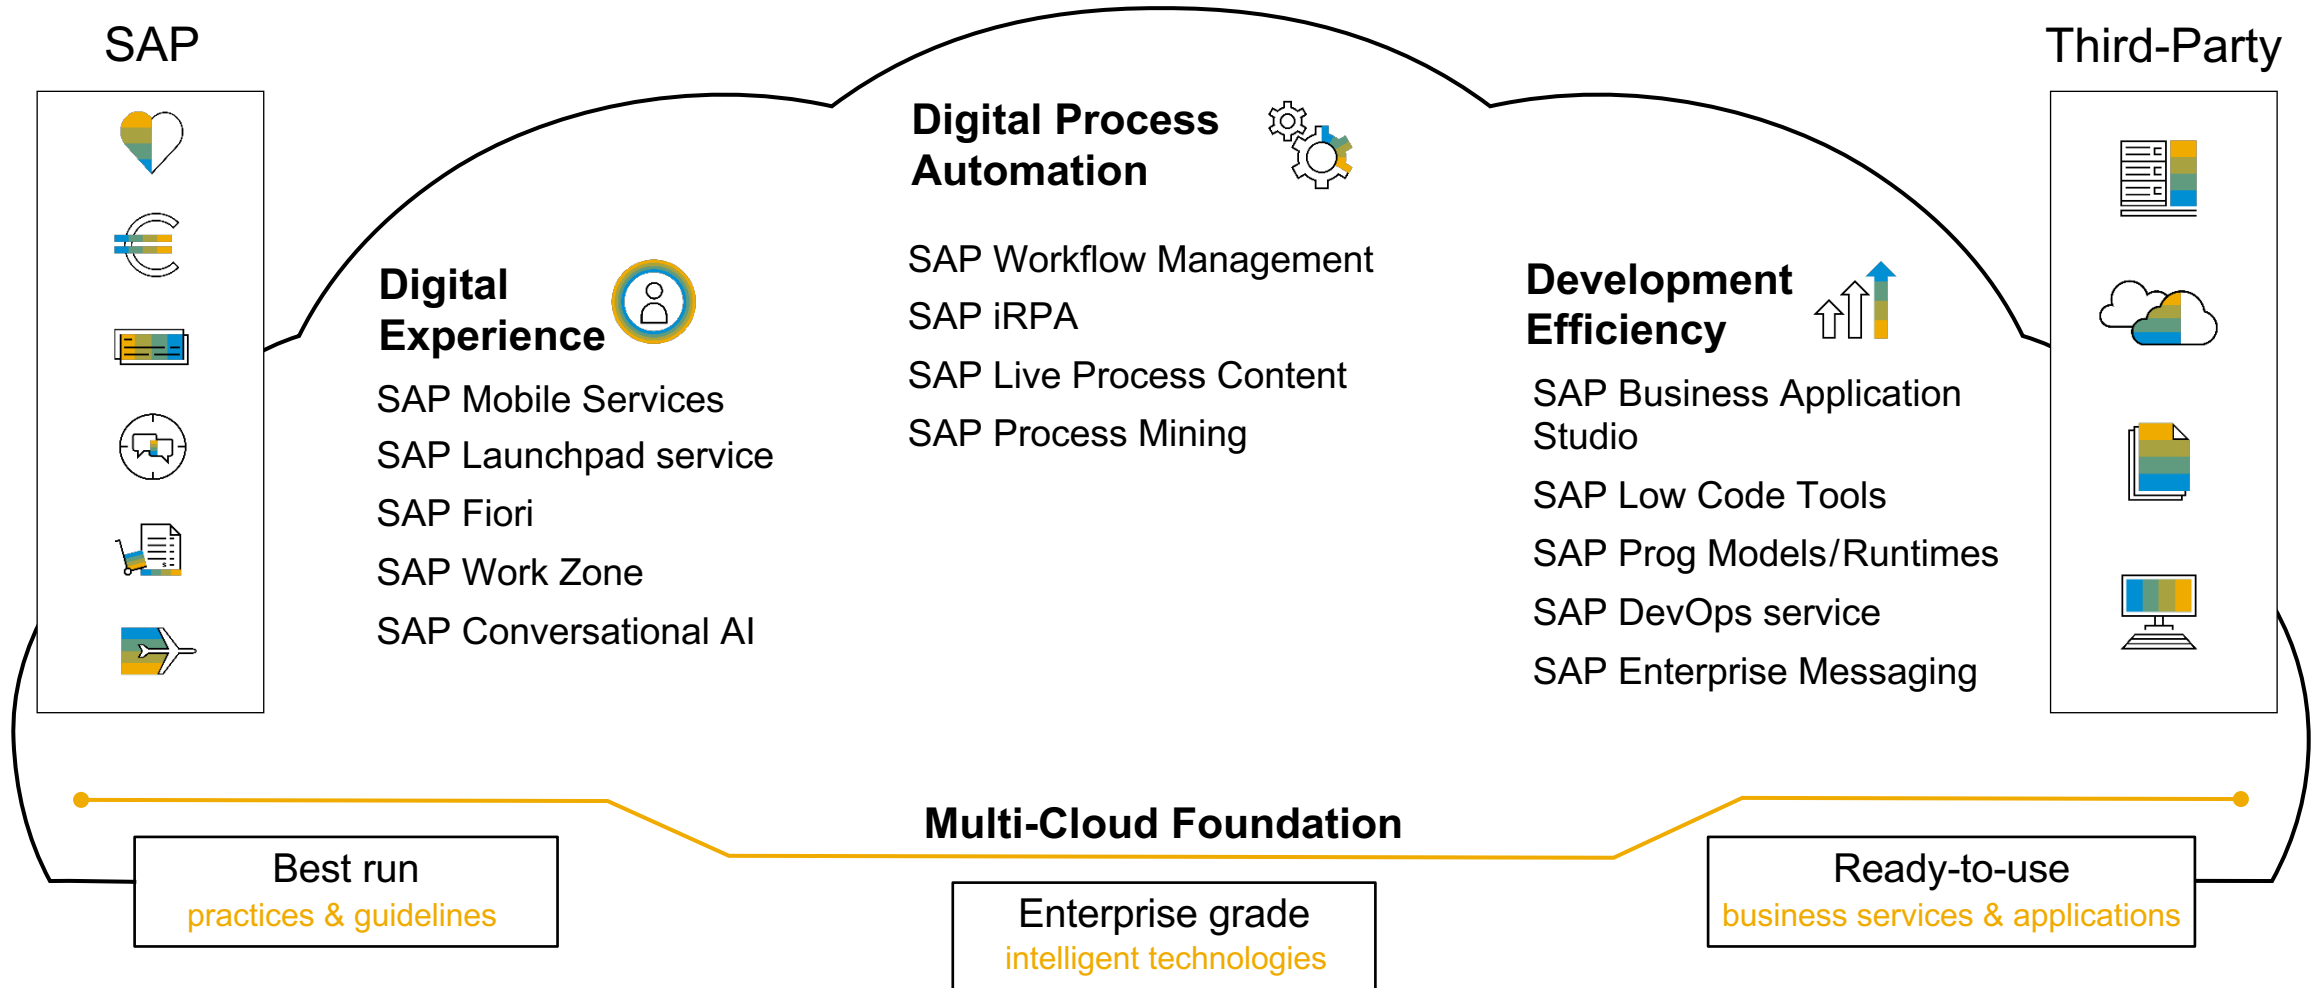 SAP
Third-Party
Digital Process
Automation
SAP Workflow Management
SAP iRPA
SAP Live Process Content
SAP Process Mining
Digital
Experience
SAP Mobile Services
SAP Launchpad service
SAP Fiori
SAP Work Zone
SAP Conversational AI
Development
Efficiency
SAP Business Application
Studio
SAP Low Code Tools
SAP Prog Models/Runtimes
SAP DevOps service
SAP Enterprise Messaging
Multi-Cloud Foundation
Best run
practices & guidelines
Enterprise grade
intelligent technologies
Ready-to-use
business services & applications